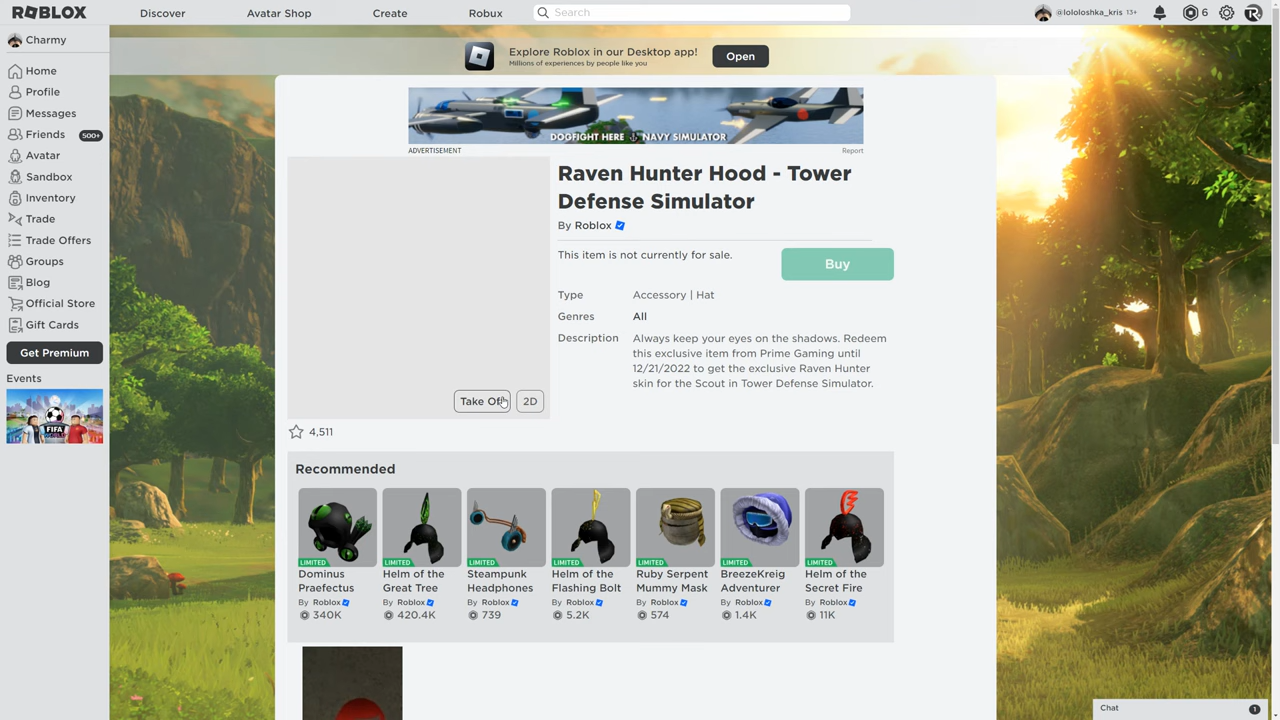 ROBLOX
Discover
Avatar Shop
Create
Robux
Search
@lololoshka_kris 13+
6
Charmy
Home
Profile
Messages
Friends 500+
Avatar
Sandbox
Inventory
Trade
Trade Offers
Groups
Blog
Official Store
Gift Cards
Get Premium
Events
Explore Roblox in our Desktop app!
Millions of experiences by people like you
Open
DOGFIGHT HERE NAVY SIMULATOR
ADVERTISEMENT
Report
Raven Hunter Hood - Tower
Defense Simulator
By Roblox
This item is not currently for sale.
Buy
Type Accessory | Hat
Genres All
Description Always keep your eyes on the shadows. Redeem
this exclusive item from Prime Gaming until
12/21/2022 to get the exclusive Raven Hunter
skin for the Scout in Tower Defense Simulator.
Take Off
2D
4,511
Recommended
LIMITED
Dominus
Praefectus
By Roblox
340K
LIMITED
Helm of the
Great Tree
By Roblox
420.4K
LIMITED
Steampunk
Headphones
By Roblox
739
LIMITED
Helm of the
Flashing Bolt
By Roblox
5.2K
LIMITED
Ruby Serpent
Mummy Mask
By Roblox
574
LIMITED
BreezeKreig
Adventurer
By Roblox
1.4K
LIMITED
Helm of the
Secret Fire
By Roblox
11K
Chat
1